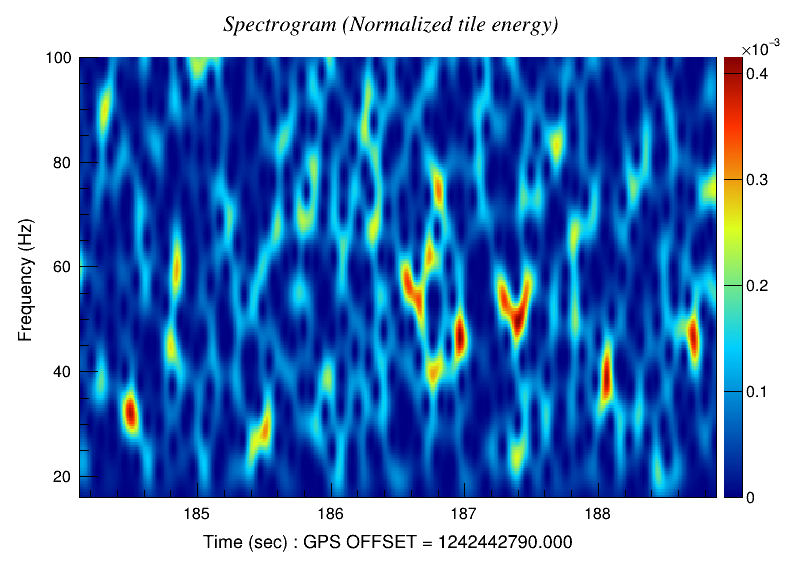 Spectrogram (Normalized tile energy)
×10⁻³
100
80
60
40
20
Frequency (Hz)
0.4
0.3
0.2
0.1
0
185 186 187 188
Time (sec) : GPS OFFSET = 1242442790.000